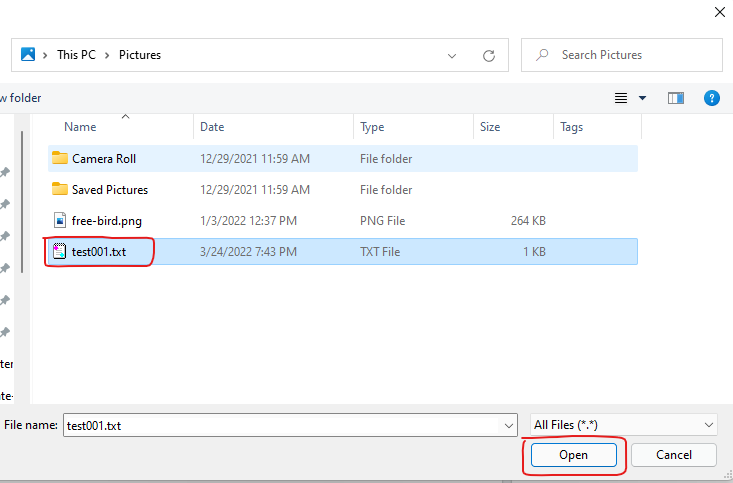 This PC > Pictures
Search Pictures
w folder
Name Date Type Size Tags
Camera Roll 12/29/2021 11:59 AM File folder
Saved Pictures 12/29/2021 11:59 AM File folder
free-bird.png 1/3/2022 12:37 PM PNG File 264 KB
test001.txt 3/24/2022 7:43 PM TXT File 1 KB
ter
ate-
File name: test001.txt All Files (*.*)
Open Cancel